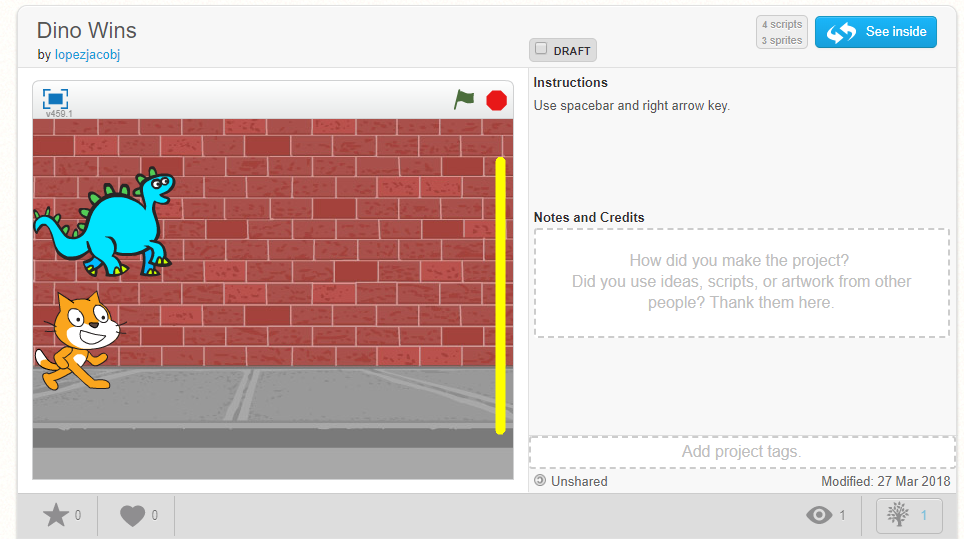 Dino Wins
by lopezjacobj
DRAFT
4 scripts
3 sprites
See inside
v459.1
Instructions
Use spacebar and right arrow key.
Notes and Credits
How did you make the project?
Did you use ideas, scripts, or artwork from other
people? Thank them here.
Add project tags.
Unshared
Modified: 27 Mar 2018
0
0
1
1